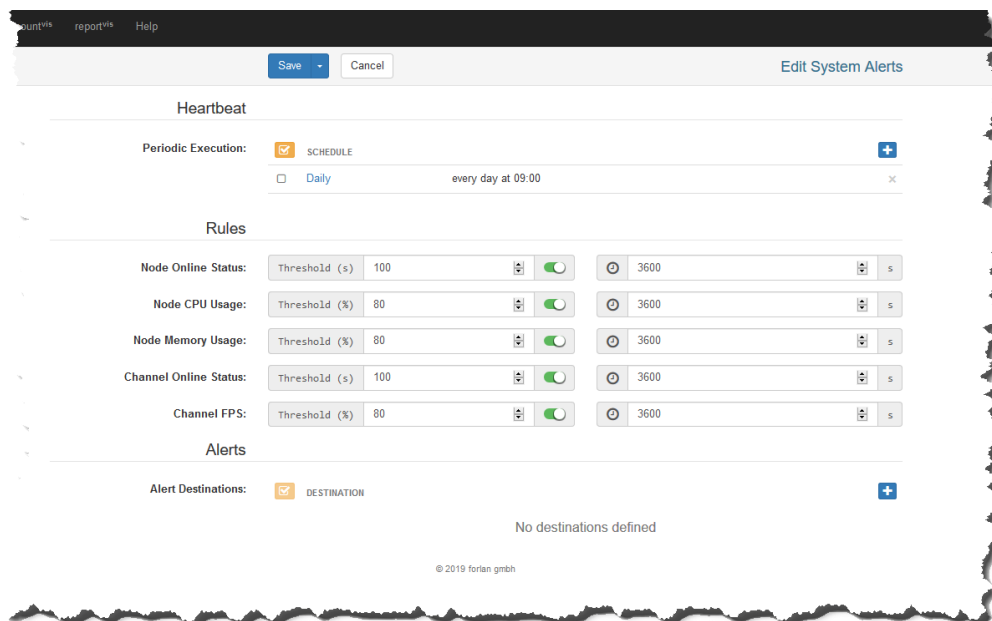 ountvis reportvis Help
Save Cancel Edit System Alerts
Heartbeat
Periodic Execution: SCHEDULE
Daily every day at 09:00
Rules
Node Online Status: Threshold (s) 100 3600 s
Node CPU Usage: Threshold (%) 80 3600 s
Node Memory Usage: Threshold (%) 80 3600 s
Channel Online Status: Threshold (s) 100 3600 s
Channel FPS: Threshold (%) 80 3600 s
Alerts
Alert Destinations: DESTINATION
No destinations defined
© 2019 forlan gmbh